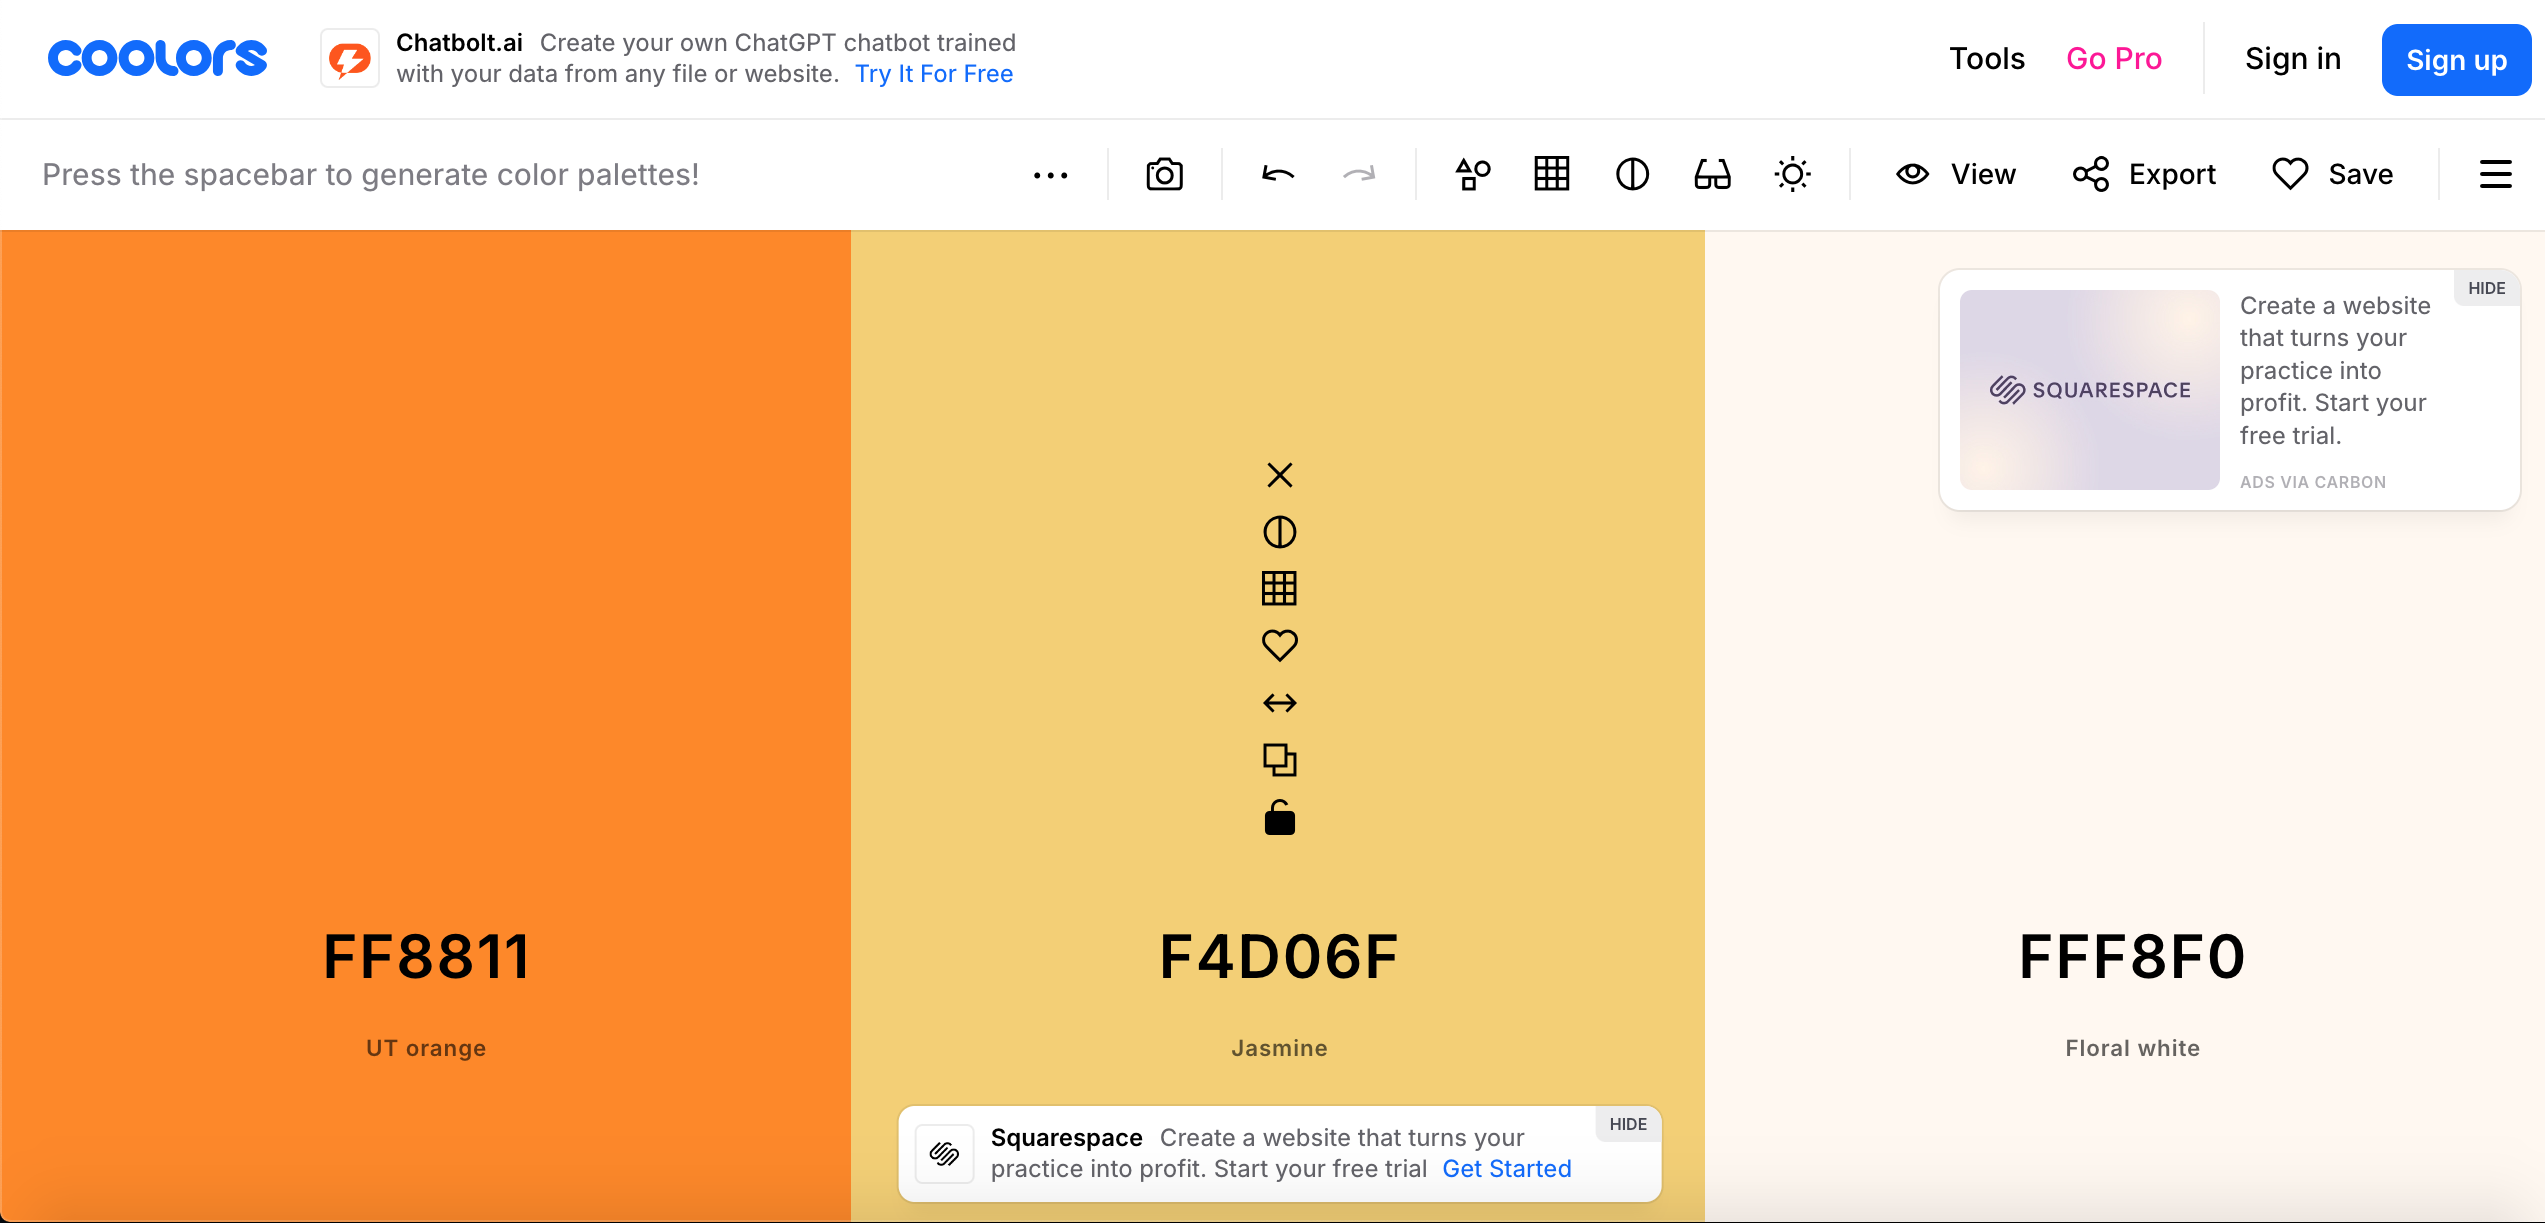 coolors
Chatbolt.ai Create your own ChatGPT chatbot trained
with your data from any file or website. Try It For Free
Tools Go Pro Sign in Sign up
Press the spacebar to generate color palettes!
View Export Save
HIDE
Create a website
that turns your
practice into
profit. Start your
free trial.
SQUARESPACE
ADS VIA CARBON
FF8811 F4D06F FFF8F0
UT orange Jasmine Floral white
HIDE
Squarespace Create a website that turns your
practice into profit. Start your free trial Get Started